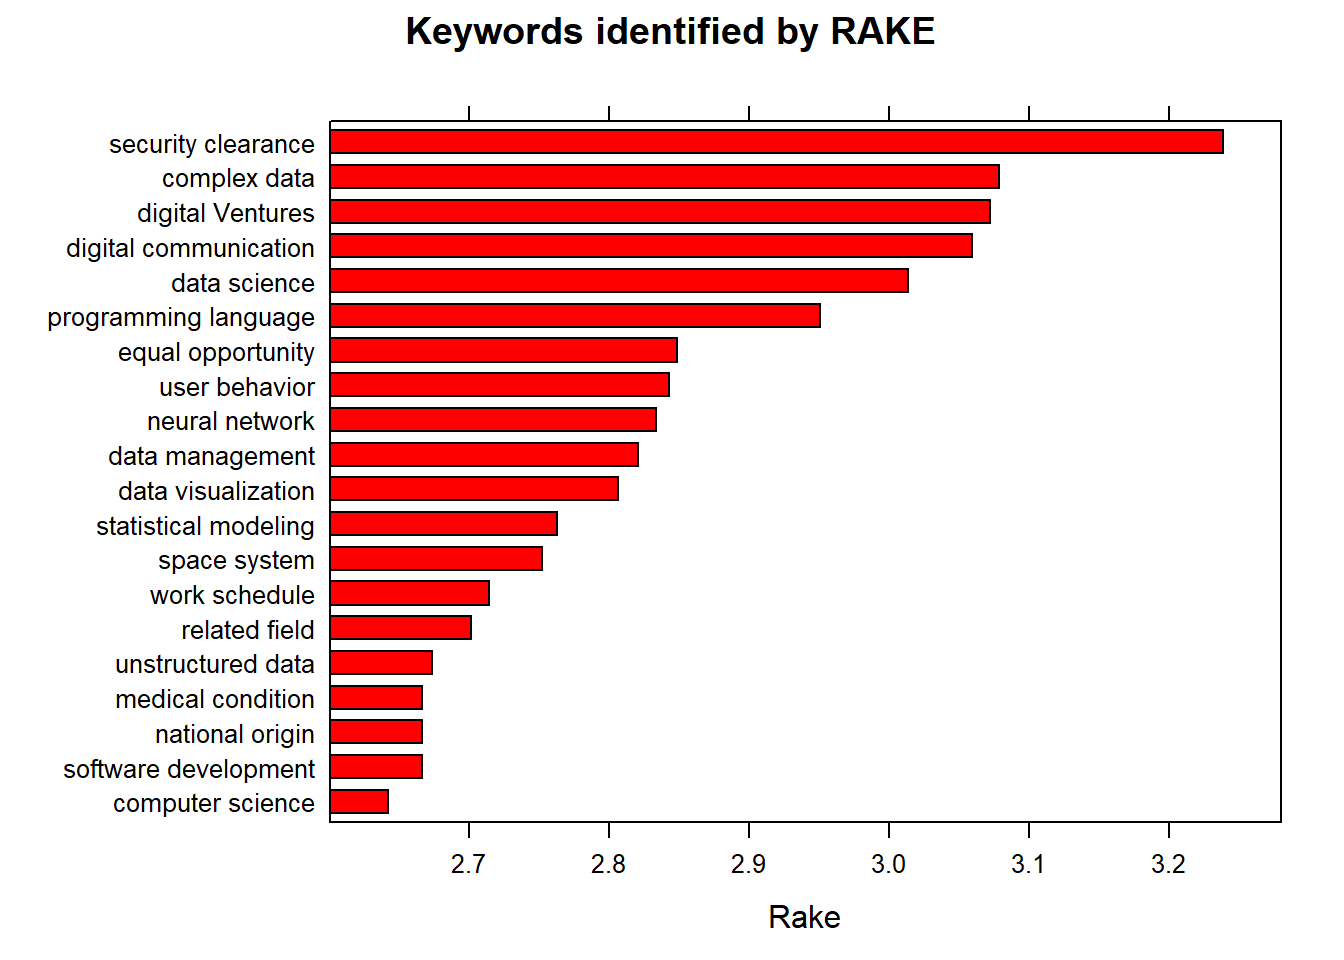 Keywords identified by RAKE
security clearance
complex data
digital Ventures
digital communication
data science
programming language
equal opportunity
user behavior
neural network
data management
data visualization
statistical modeling
space system
work schedule
related field
unstructured data
medical condition
national origin
software development
computer science
2.7 2.8 2.9 3.0 3.1 3.2
Rake